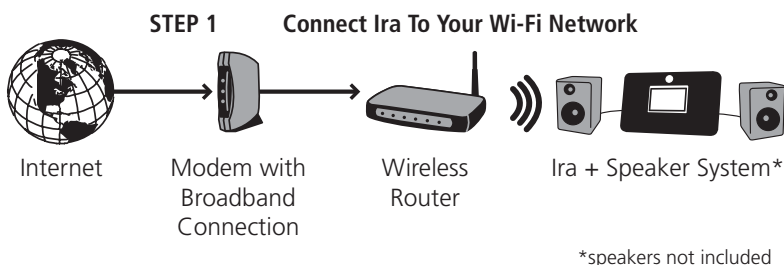 STEP 1 Connect Ira To Your Wi-Fi Network
Internet
Modem with
Broadband
Connection
Wireless
Router
Ira + Speaker System*
*speakers not included